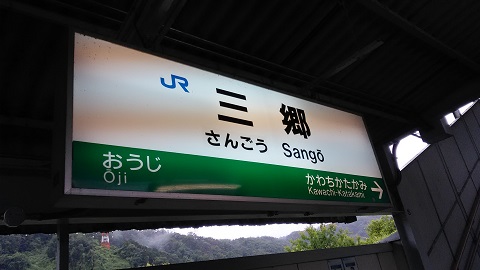 JR 三郷
さんごう Sangō
おうじ かわちかたかみ →
Ōji Kawachi-Katakami